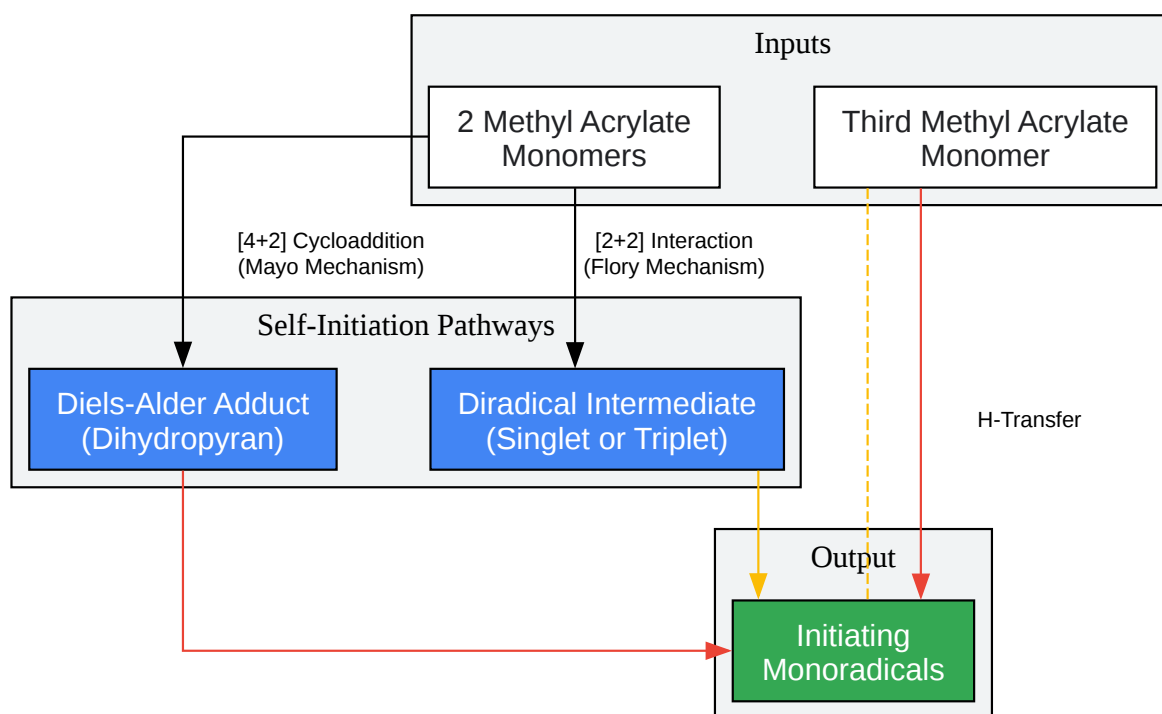 Inputs
2 Methyl Acrylate
Monomers
Third Methyl Acrylate
Monomer
[4+2] Cycloaddition
(Mayo Mechanism)
[2+2] Interaction
(Flory Mechanism)
Self-Initiation Pathways
Diels-Alder Adduct
(Dihydropyran)
Diradical Intermediate
(Singlet or Triplet)
H-Transfer
Output
Initiating
Monoradicals